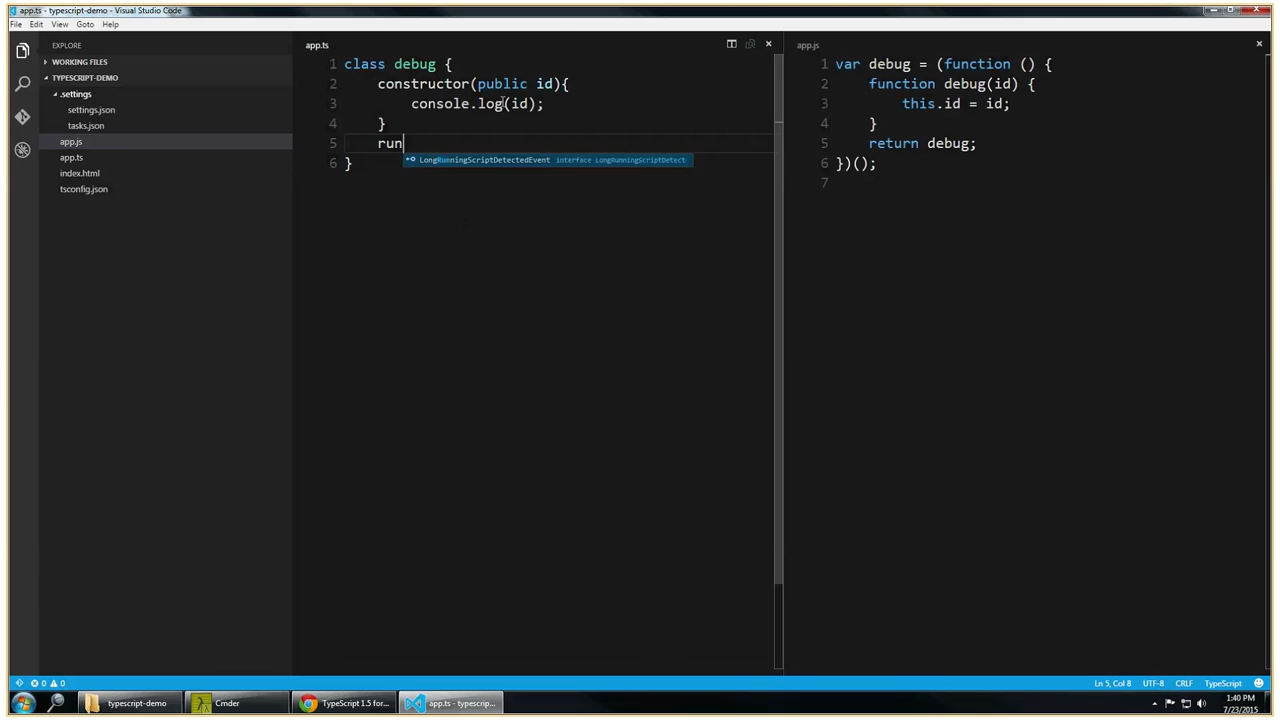 app.ts - typescript-demo - Visual Studio Code
File Edit View Goto Help
EXPLORE
WORKING FILES
TYPESCRIPT-DEMO
.settings
settings.json
tasks.json
app.js
app.ts
index.html
tsconfig.json
app.ts
1 class debug {
2 constructor(public id){
3 console.log(id);
4 }
5 run
LongRunningScriptDetectedEvent interface LongRunningScriptDetect
6 }
app.js
1 var debug = (function () {
2 function debug(id) {
3 this.id = id;
4 }
5 return debug;
6 })();
7
0 0
Ln 5, Col 8 UTF-8 CRLF TypeScript
typescript-demo
Cmder
TypeScript 1.5 for...
app.ts - typescrip...
1:40 PM
7/23/2015